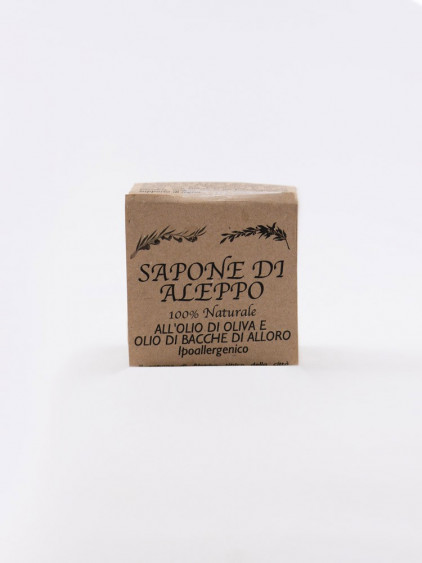 SAPONE DI
ALEPPO
100% Naturale
ALL'OLIO DI OLIVA E
OLIO DI BACCHE DI ALLORO
Ipoallergenico